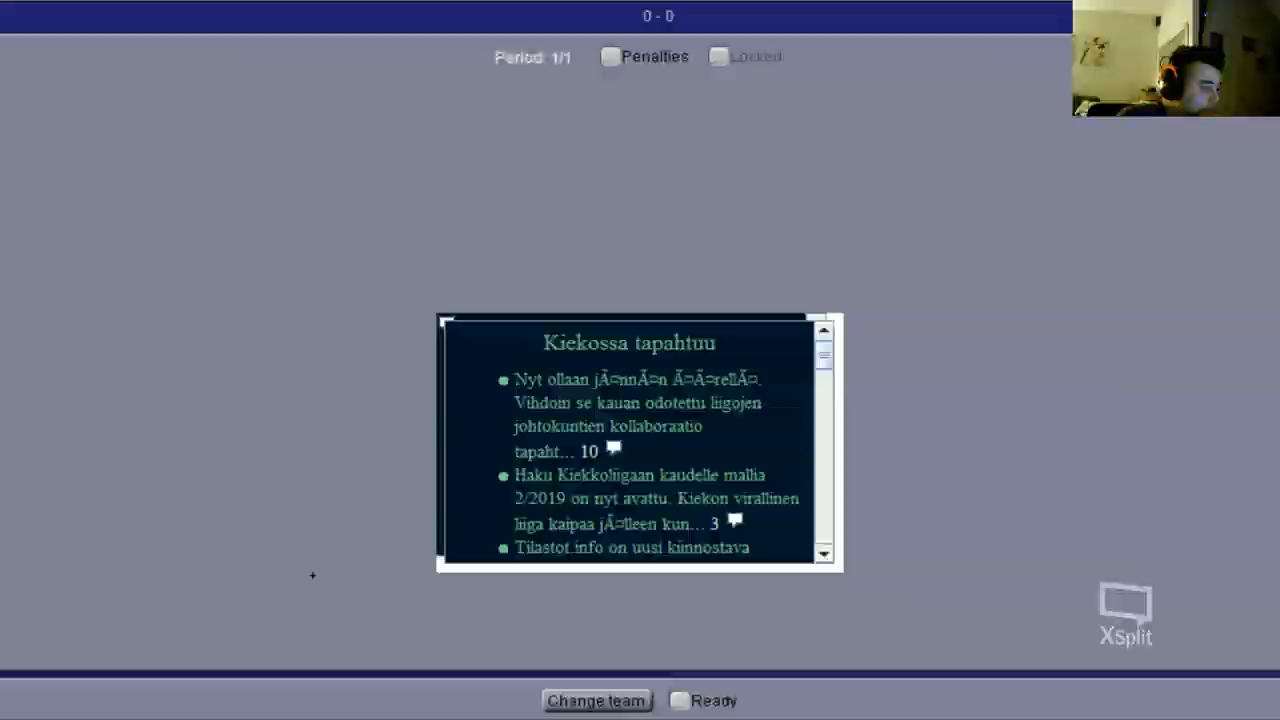 0 - 0
Period: 1/1 Penalties Locked
Kiekossa tapahtuu
Nyt ollaan jÃ¤nnÃ¤n Ã¤Ã¤rellÃ¤.
Vihdoin se kauan odotettu liigojen
johtokuntien kollaboraatio
tapaht... 10
Haku Kiekkoliigaan kaudelle mallia
2/2019 on nyt avattu. Kiekon virallinen
liiga kaipaa jÃ¤lleen kun... 3
Tilastot.info on uusi kiinnostava
XSplit
Change team Ready